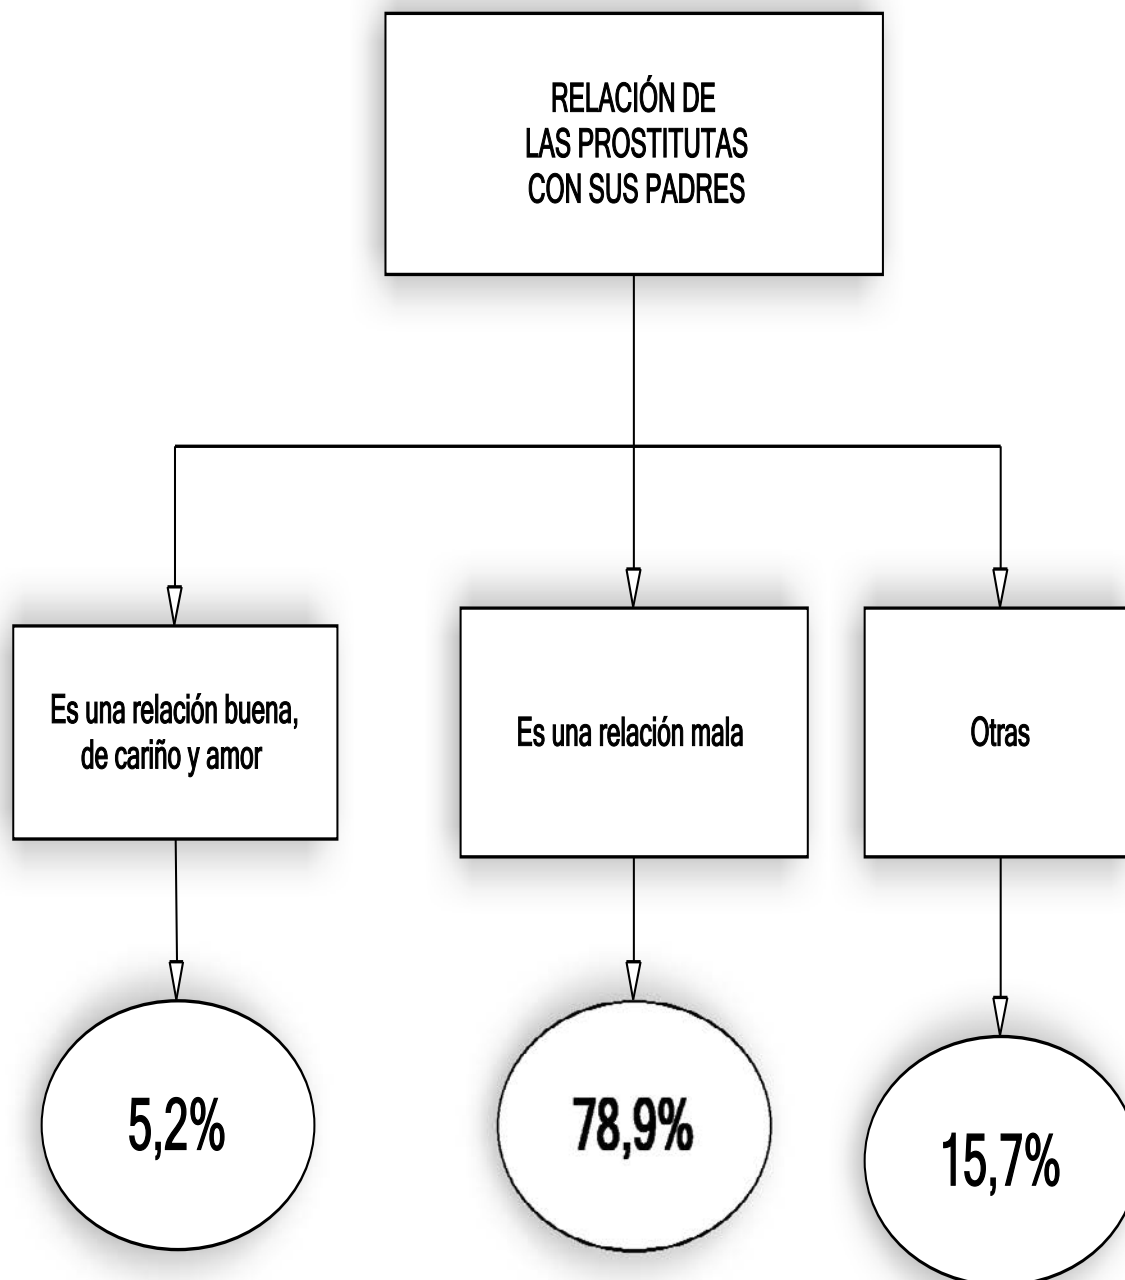 RELACIÓN DE
LAS PROSTITUTAS
CON SUS PADRES
Es una relación buena,
de cariño y amor
Es una relación mala
Otras
5,2%
78,9%
15,7%